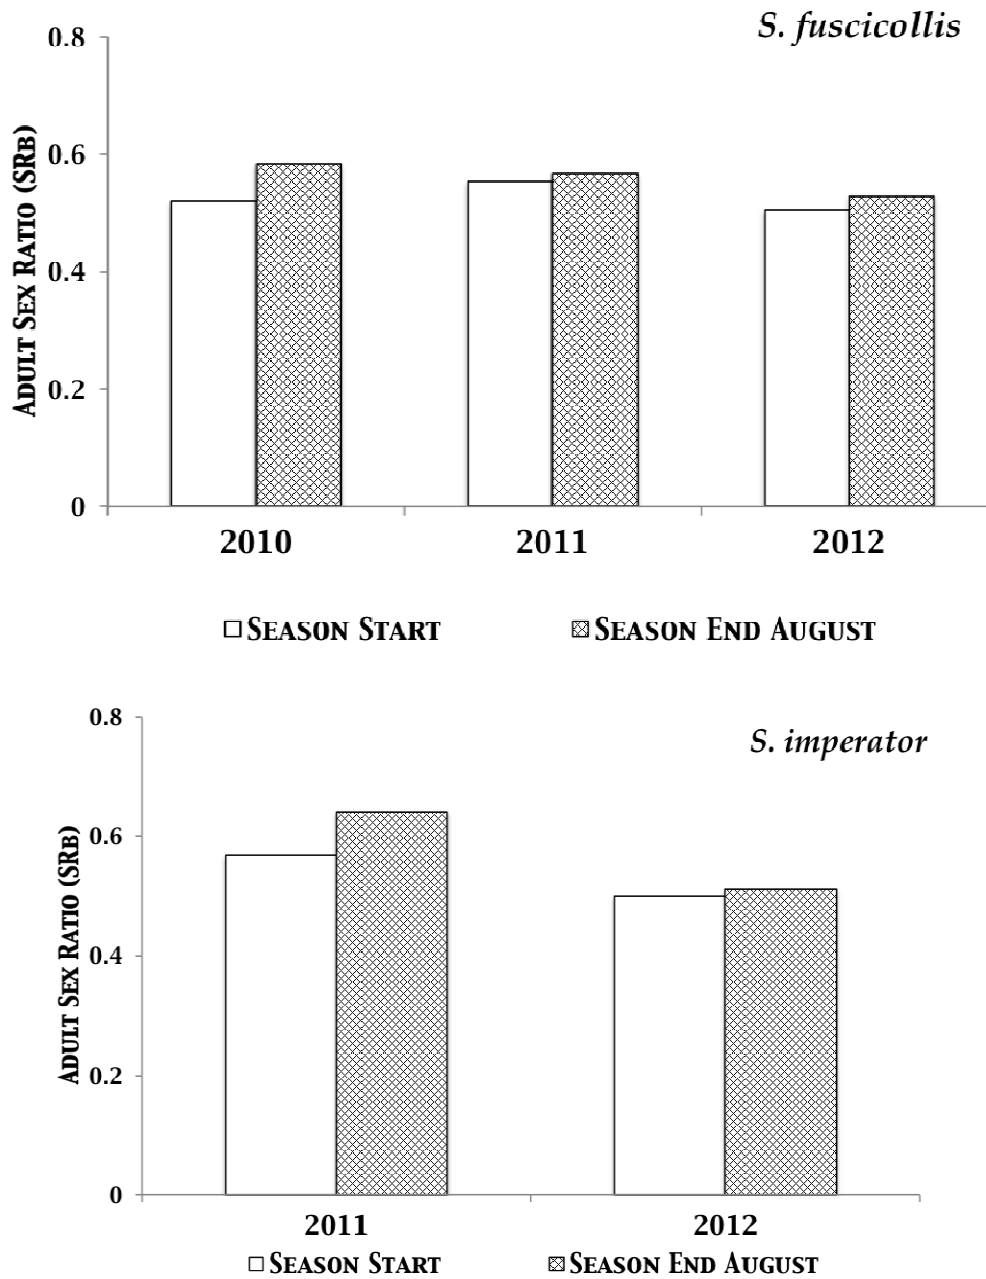 S. fuscicollis
0.8
0.6
0.4
0.2
0
ADULT SEX RATIO (SRB)
2010 2011 2012
SEASON START SEASON END AUGUST
S. imperator
0.8
0.6
0.4
0.2
0
ADULT SEX RATIO (SRB)
2011 2012
SEASON START SEASON END AUGUST